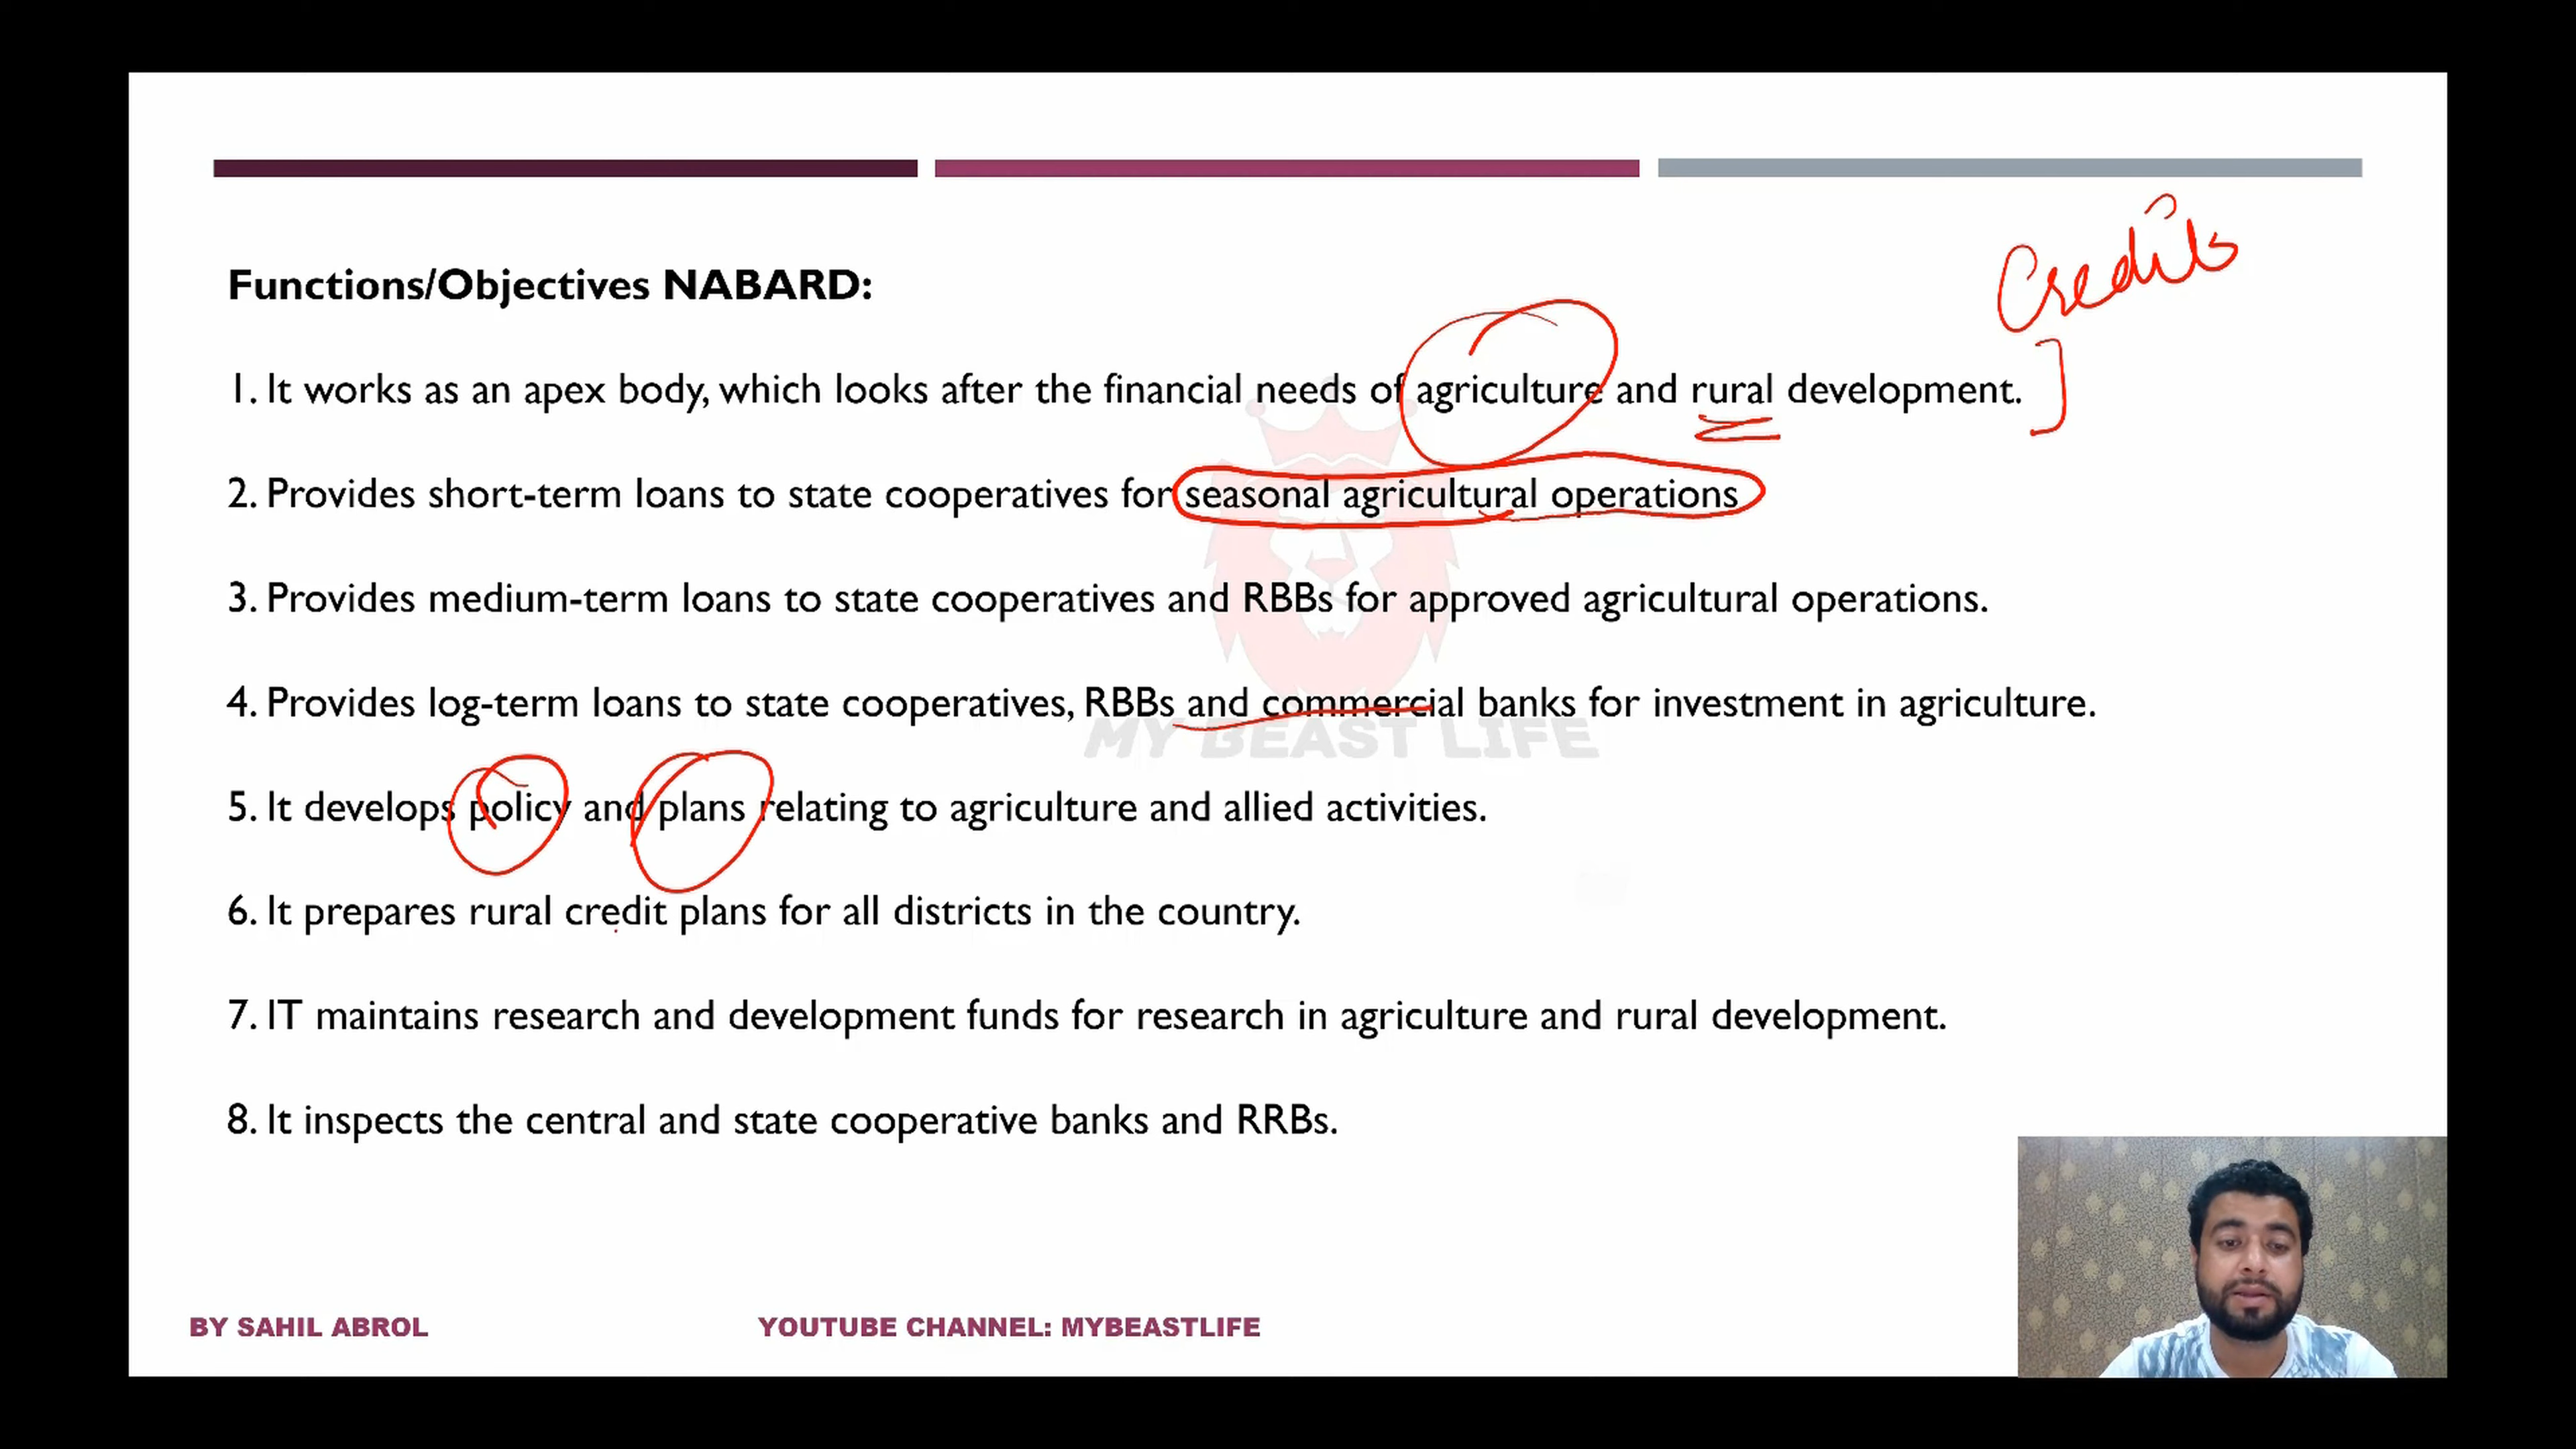 Credits
Functions/Objectives NABARD:
1. It works as an apex body, which looks after the financial needs of agriculture and rural development.
2. Provides short-term loans to state cooperatives for seasonal agricultural operations
3. Provides medium-term loans to state cooperatives and RBBs for approved agricultural operations.
4. Provides log-term loans to state cooperatives, RBBs and commercial banks for investment in agriculture.
MY BEAST LIFE
5. It develops policy and plans relating to agriculture and allied activities.
6. It prepares rural credit plans for all districts in the country.
7. IT maintains research and development funds for research in agriculture and rural development.
8. It inspects the central and state cooperative banks and RRBs.
BY SAHIL ABROL
YOUTUBE CHANNEL: MYBEASTLIFE